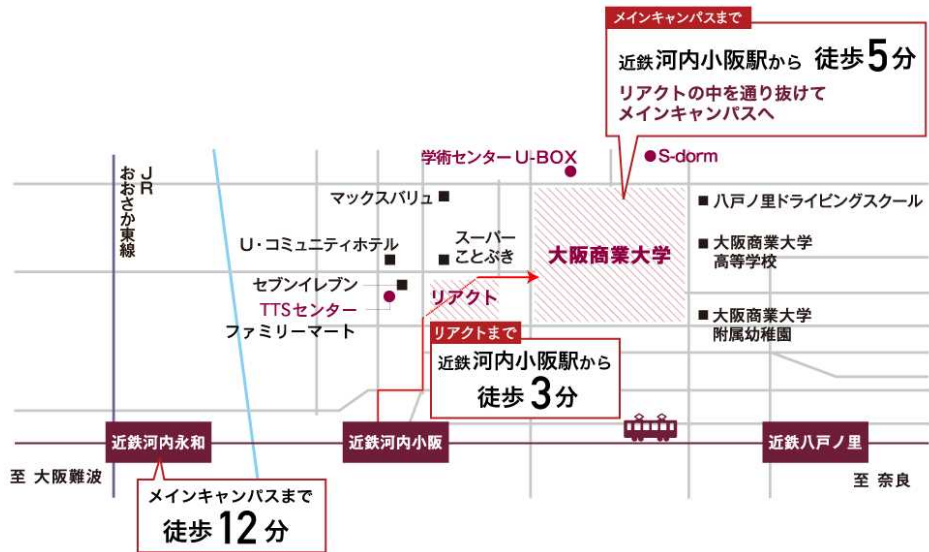 メインキャンパスまで
近鉄河内小阪駅から 徒歩5分
リアクトの中を通り抜けて
メインキャンパスへ
学術センターU-BOX
S-dorm
JR
おおさか東線
マックスバリュ
八戸ノ里ドライビングスクール
U・コミュニティホテル
スーパー
ことぶき
大阪商業大学
大阪商業大学
高等学校
セブンイレブン
リアクト
TTSセンター
ファミリーマート
大阪商業大学
附属幼稚園
リアクトまで
近鉄河内小阪駅から
徒歩3分
近鉄河内永和
近鉄河内小阪
近鉄八戸ノ里
至 大阪難波
至 奈良
メインキャンパスまで
徒歩12分